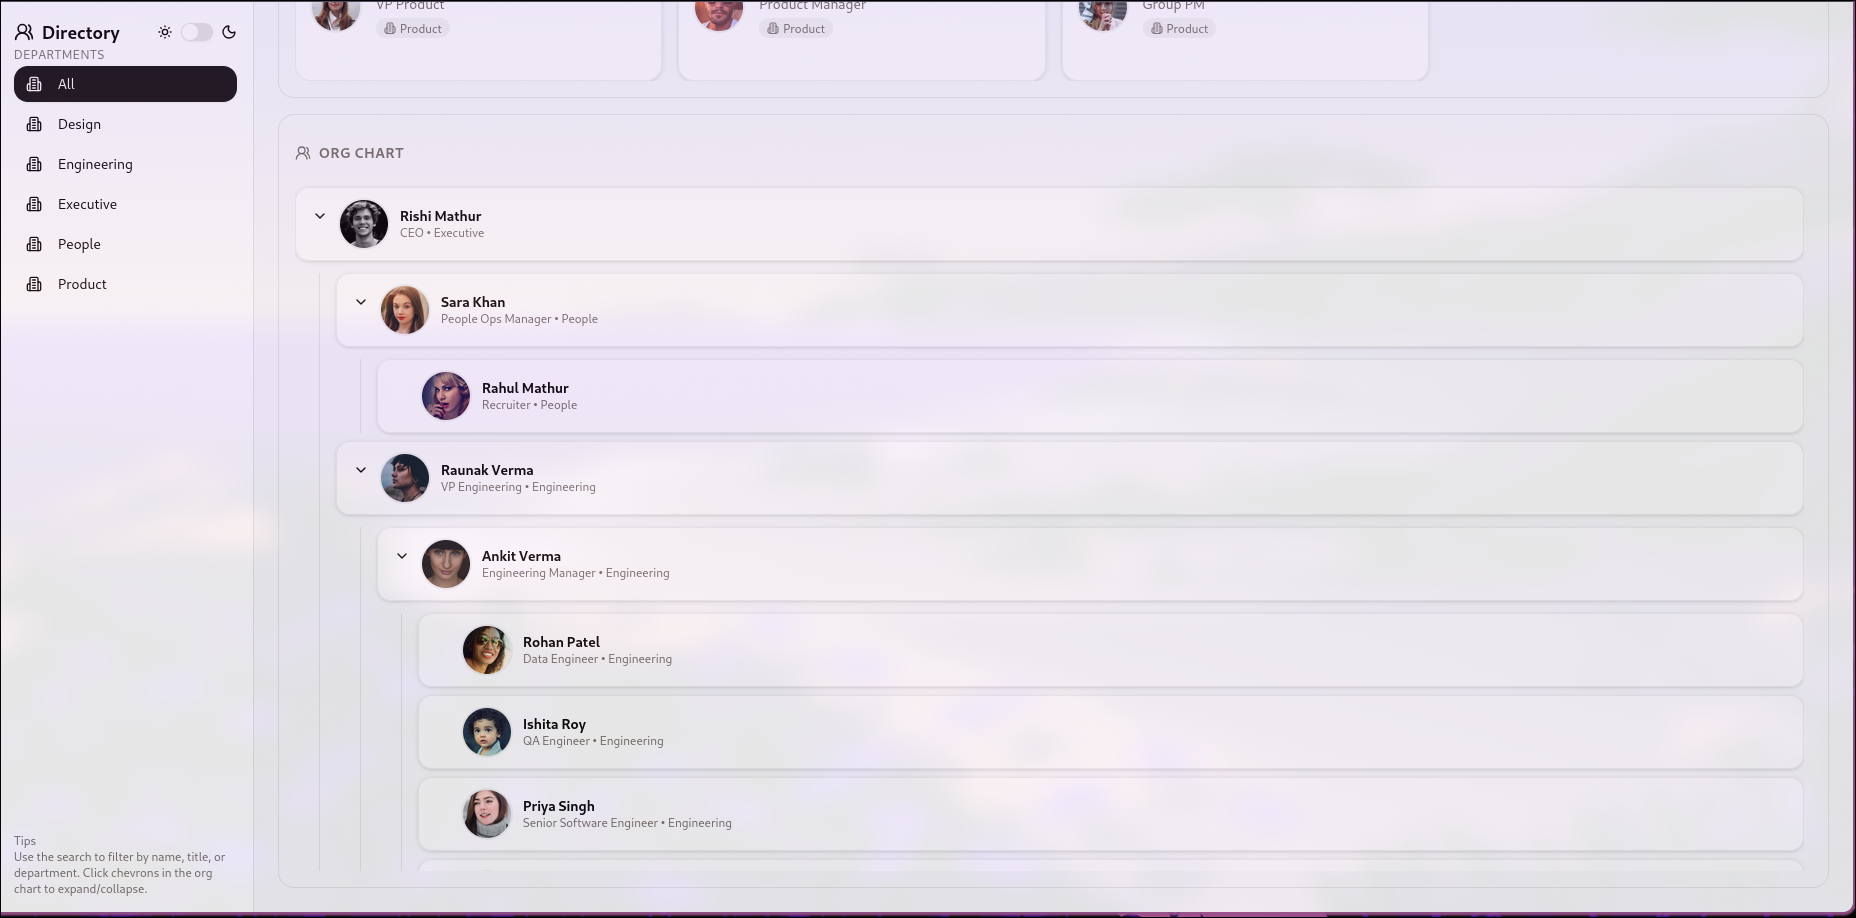 Directory
DEPARTMENTS
All
Design
Engineering
Executive
People
Product
Tips
Use the search to filter by name, title, or
department. Click chevrons in the org
chart to expand/collapse.
VP Product
Product
Product Manager
Product
Group PM
Product
ORG CHART
Rishi Mathur
CEO • Executive
Sara Khan
People Ops Manager • People
Rahul Mathur
Recruiter • People
Raunak Verma
VP Engineering • Engineering
Ankit Verma
Engineering Manager • Engineering
Rohan Patel
Data Engineer • Engineering
Ishita Roy
QA Engineer • Engineering
Priya Singh
Senior Software Engineer • Engineering